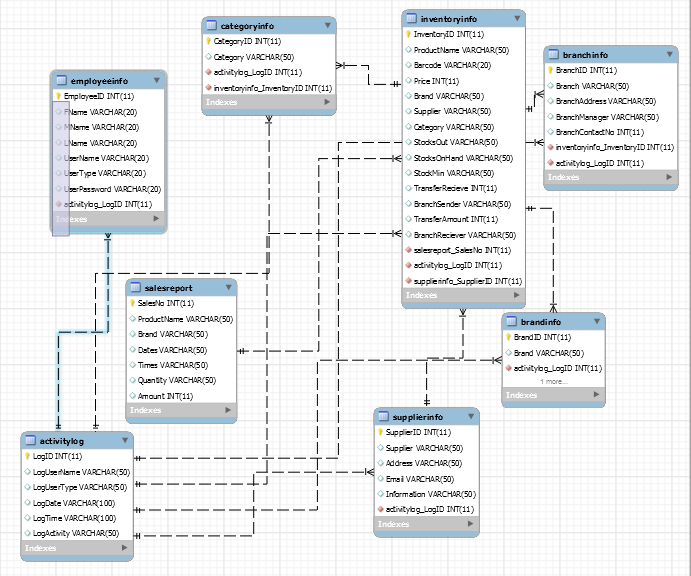 employeeinfo
EmployeeID INT(11)
FName VARCHAR(20)
MName VARCHAR(20)
LName VARCHAR(20)
UserName VARCHAR(20)
UserType VARCHAR(20)
UserPassword VARCHAR(20)
activitylog_LogID INT(11)
Indexes
categoryinfo
CategoryID INT(11)
Category VARCHAR(50)
activitylog_LogID INT(11)
inventoryinfo_InventoryID INT(11)
Indexes
inventoryinfo
InventoryID INT(11)
ProductName VARCHAR(50)
Barcode VARCHAR(20)
Price INT(11)
Brand VARCHAR(50)
Supplier VARCHAR(50)
Category VARCHAR(50)
StocksOut VARCHAR(50)
StocksOnHand VARCHAR(50)
StockMin VARCHAR(50)
TransferRecieve INT(11)
BranchSender VARCHAR(50)
TransferAmount INT(11)
BranchReciever VARCHAR(50)
salesreport_SalesNo INT(11)
activitylog_LogID INT(11)
supplierinfo_SupplierID INT(11)
Indexes
branchinfo
BranchID INT(11)
Branch VARCHAR(50)
BranchAddress VARCHAR(50)
BranchManager VARCHAR(50)
BranchContactNo INT(11)
inventoryinfo_InventoryID INT(11)
activitylog_LogID INT(11)
Indexes
salesreport
SalesNo INT(11)
ProductName VARCHAR(50)
Brand VARCHAR(50)
Dates VARCHAR(50)
Times VARCHAR(50)
Quantity VARCHAR(50)
Amount INT(11)
Indexes
brandinfo
BrandID INT(11)
Brand VARCHAR(50)
activitylog_LogID INT(11)
1 more...
Indexes
activitylog
LogID INT(11)
LogUserName VARCHAR(50)
LogUserType VARCHAR(50)
LogDate VARCHAR(100)
LogTime VARCHAR(100)
LogActivity VARCHAR(50)
Indexes
supplierinfo
SupplierID INT(11)
Supplier VARCHAR(50)
Address VARCHAR(50)
Email VARCHAR(50)
Information VARCHAR(50)
activitylog_LogID INT(11)
Indexes